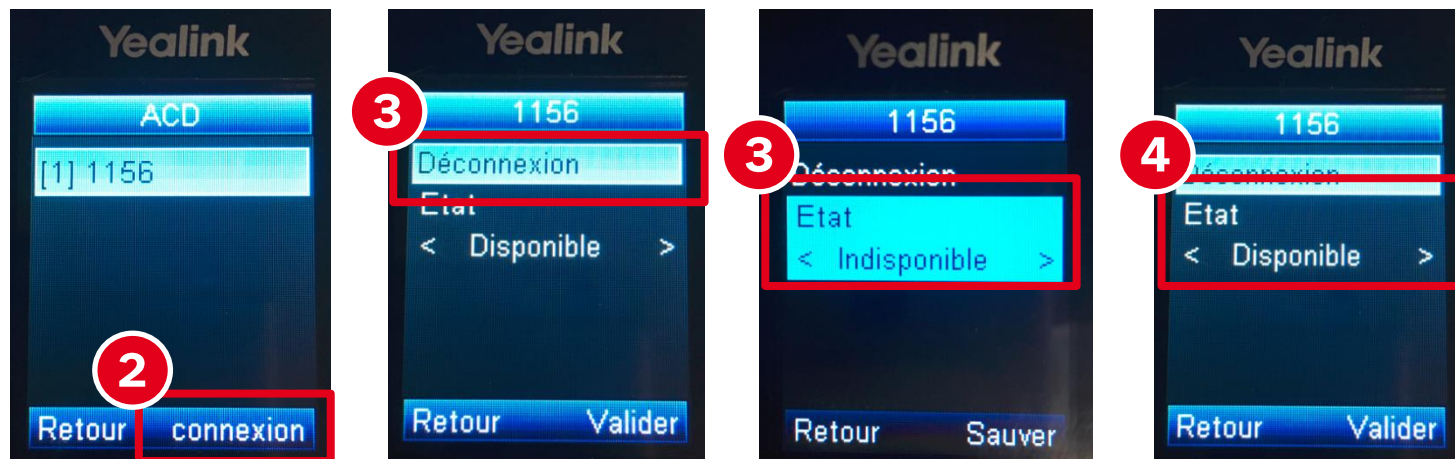 Yealink
ACD
[1] 1156
2
Retour connexion
Yealink
3
1156
Déconnexion
Etat
< Disponible >
Retour Valider
Yealink
1156
3
Déconnexion
Etat
< Indisponible >
Retour Sauver
Yealink
1156
4
Déconnexion
Etat
< Disponible >
Retour Valider